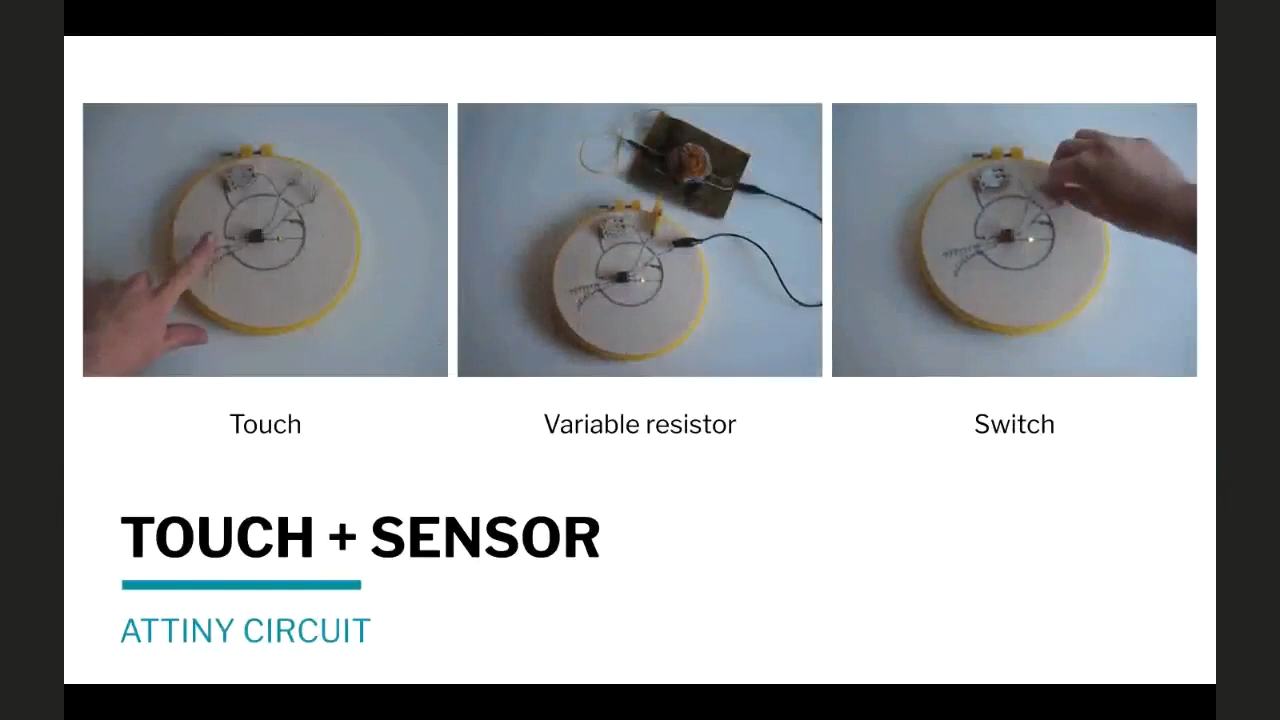 Touch
Variable resistor
Switch
TOUCH + SENSOR
ATTINY CIRCUIT